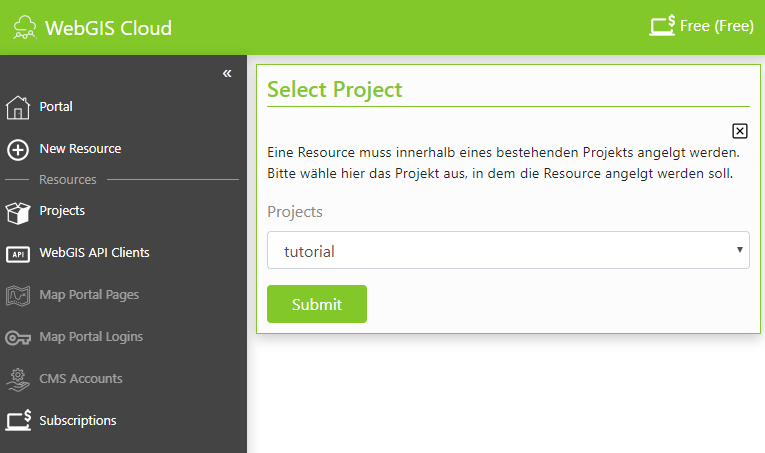 WebGIS Cloud
Free (Free)
«
Portal
New Resource
Resources
Projects
API
WebGIS API Clients
Map Portal Pages
Map Portal Logins
CMS Accounts
Subscriptions
Select Project
Eine Resource muss innerhalb eines bestehenden Projekts angelgt werden.
Bitte wähle hier das Projekt aus, in dem die Resource angelgt werden soll.
Projects
tutorial
Submit